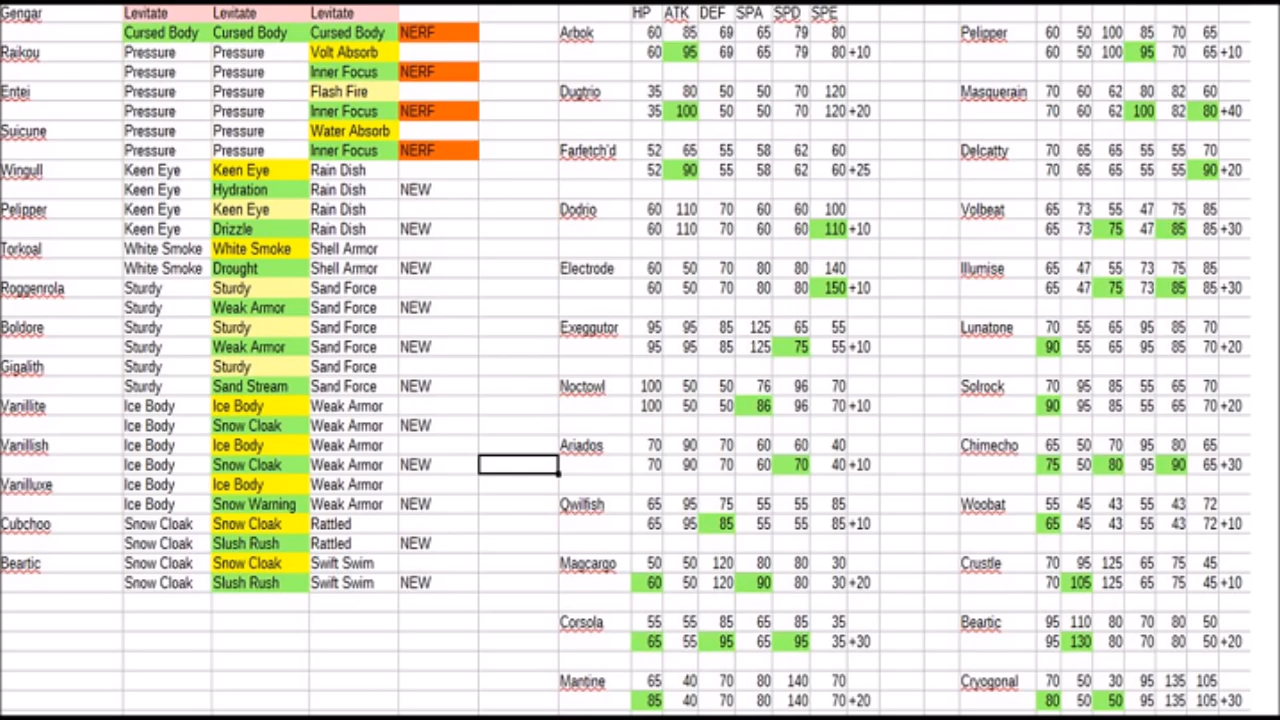 Gengar Levitate Levitate Levitate HP ATK DEF SPA SPD SPE
Cursed Body Cursed Body Cursed Body NERF Arbok 60 85 69 65 79 80 Pelipper 60 50 100 85 70 65
Raikou Pressure Pressure Volt Absorb 60 95 69 65 79 80 +10 60 50 100 95 70 65 +10
Pressure Pressure Inner Focus NERF
Entei Pressure Pressure Flash Fire Dugtrio 35 80 50 50 70 120 Masquerain 70 60 62 80 82 60
Pressure Pressure Inner Focus NERF 35 100 50 50 70 120 +20 70 60 62 100 82 80 +40
Suicune Pressure Pressure Water Absorb
Pressure Pressure Inner Focus NERF Farfetch'd 52 65 55 58 62 60 Delcatty 70 65 65 55 55 70
Wingull Keen Eye Keen Eye Rain Dish 52 90 55 58 62 60 +25 70 65 65 55 55 90 +20
Keen Eye Hydration Rain Dish NEW
Pelipper Keen Eye Keen Eye Rain Dish Dodrio 60 110 70 60 60 100 Volbeat 65 73 55 47 75 85
Keen Eye Drizzle Rain Dish NEW 60 110 70 60 60 110 +10 65 73 75 47 85 85 +30
Torkoal White Smoke White Smoke Shell Armor
White Smoke Drought Shell Armor NEW Electrode 60 50 70 80 80 140 Illumise 65 47 55 73 75 85
Roggenrola Sturdy Sturdy Sand Force 60 50 70 80 80 150 +10 65 47 75 73 85 85 +30
Sturdy Weak Armor Sand Force NEW
Boldore Sturdy Sturdy Sand Force Exeggutor 95 95 85 125 65 55 Lunatone 70 55 65 95 85 70
Sturdy Weak Armor Sand Force NEW 95 95 85 125 75 55 +10 90 55 65 95 85 70 +20
Gigalith Sturdy Sturdy Sand Force
Sturdy Sand Stream Sand Force NEW Noctowl 100 50 50 76 96 70 Solrock 70 95 85 55 65 70
Vanillite Ice Body Ice Body Weak Armor 100 50 50 86 96 70 +10 90 95 85 55 65 70 +20
Ice Body Snow Cloak Weak Armor NEW
Vanillish Ice Body Ice Body Weak Armor Ariados 70 90 70 60 60 40 Chimecho 65 50 70 95 80 65
Ice Body Snow Cloak Weak Armor NEW 70 90 70 60 70 40 +10 75 50 80 95 90 65 +30
Vanilluxe Ice Body Ice Body Weak Armor
Ice Body Snow Warning Weak Armor NEW Qwilfish 65 95 75 55 55 85 Woobat 55 45 43 55 43 72
Cubchoo Snow Cloak Snow Cloak Rattled 65 95 85 55 55 85 +10 65 45 43 55 43 72 +10
Snow Cloak Slush Rush Rattled NEW
Beartic Snow Cloak Snow Cloak Swift Swim Magcargo 50 50 120 80 80 30 Crustle 70 95 125 65 75 45
Snow Cloak Slush Rush Swift Swim NEW 60 50 120 90 80 30 +20 70 105 125 65 75 45 +10
Corsola 55 55 85 65 85 35 Beartic 95 110 80 70 80 50
65 55 95 65 95 35 +30 95 130 80 70 80 50 +20
Mantine 65 40 70 80 140 70 Cryogonal 70 50 30 95 135 105
85 40 70 80 140 70 +20 80 50 50 95 135 105 +30